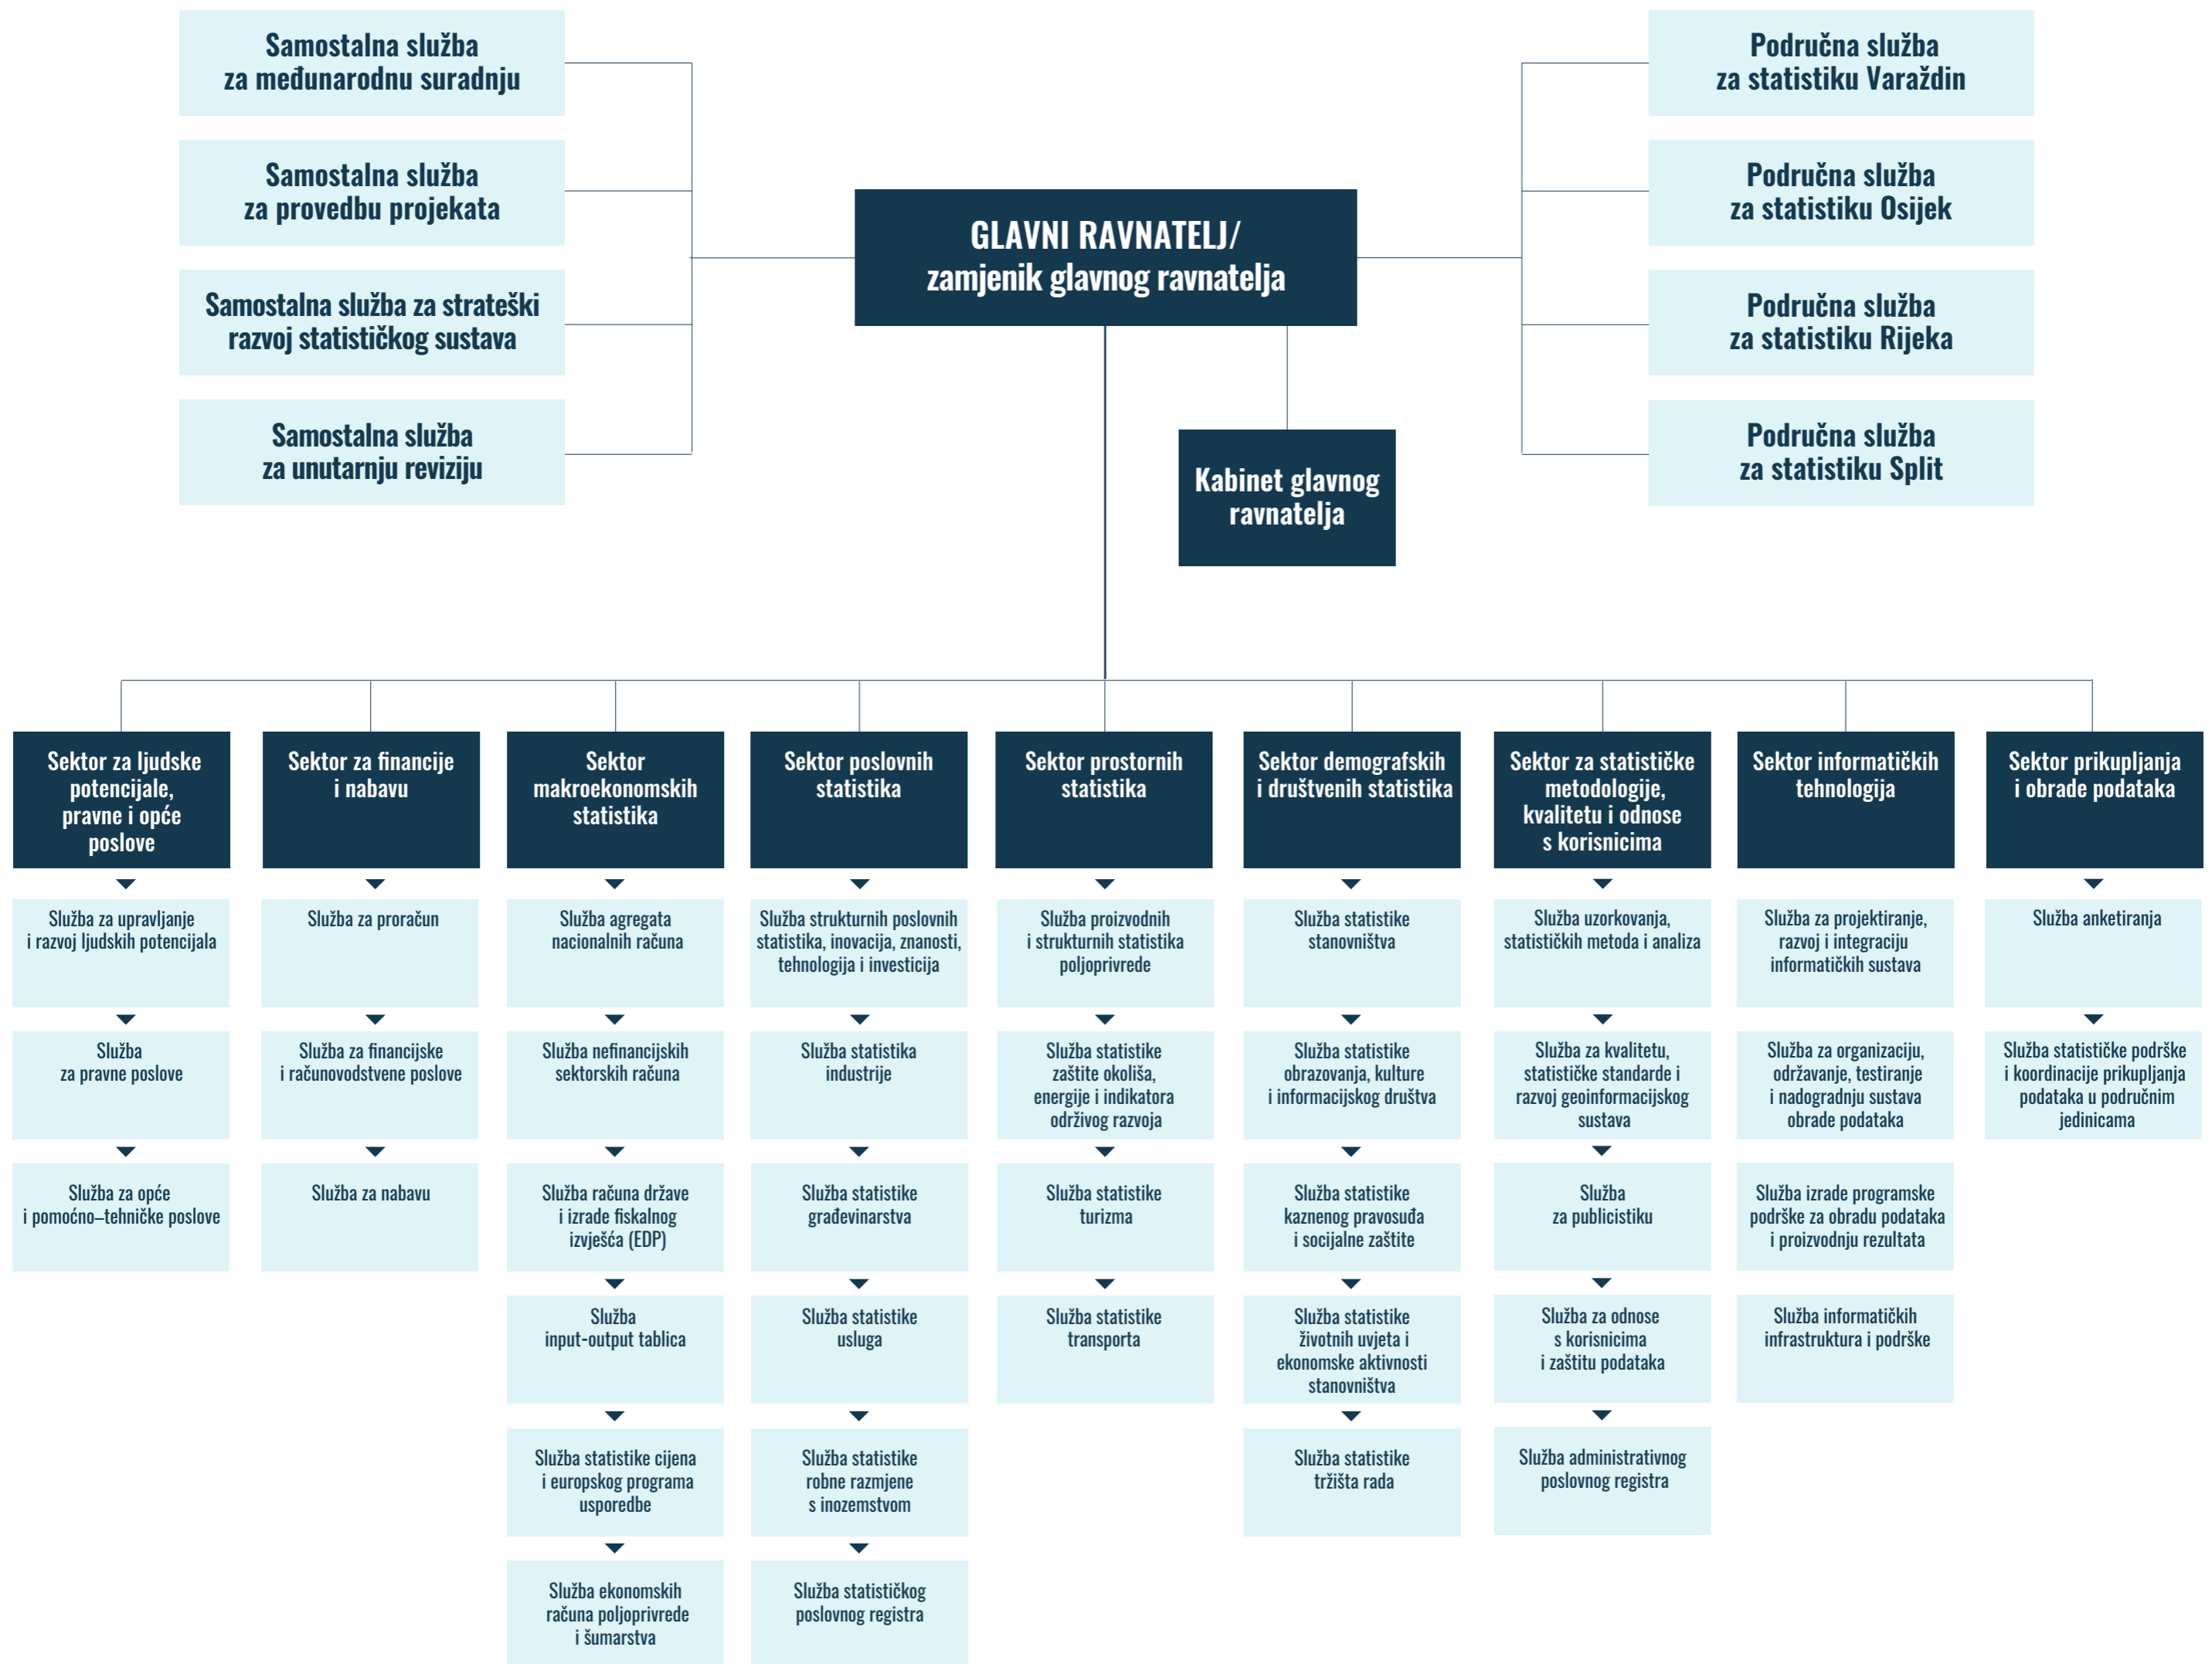 Samostalna služba
za međunarodnu suradnju
Samostalna služba
za provedbu projekata
Samostalna služba za strateški
razvoj statističkog sustava
Samostalna služba
za unutarnju reviziju
GLAVNI RAVNATELJ/
zamjenik glavnog ravnatelja
Kabinet glavnog
ravnatelja
Područna služba
za statistiku Varaždin
Područna služba
za statistiku Osijek
Područna služba
za statistiku Rijeka
Područna služba
za statistiku Split
Sektor za ljudske
potencijale,
pravne i opće
poslove
Služba za upravljanje
i razvoj ljudskih potencijala
Služba
za pravne poslove
Služba za opće
i pomoćno–tehničke poslove
Sektor za financije
i nabavu
Služba za proračun
Služba za financijske
i računovodstvene poslove
Služba za nabavu
Sektor
makroekonomskih
statistika
Služba agregata
nacionalnih računa
Služba nefinancijskih
sektorskih računa
Služba računa države
i izrade fiskalnog
izvješća (EDP)
Služba
input-output tablica
Služba statistike cijena
i europskog programa
usporedbe
Služba ekonomskih
računa poljoprivrede
i šumarstva
Sektor poslovnih
statistika
Služba strukturnih poslovnih
statistika, inovacija, znanosti,
tehnologija i investicija
Služba statistika
industrije
Služba statistike
građevinarstva
Služba statistike
usluga
Služba statistike
robne razmjene
s inozemstvom
Služba statističkog
poslovnog registra
Sektor prostornih
statistika
Služba proizvodnih
i strukturnih statistika
poljoprivrede
Služba statistike
zaštite okoliša,
energije i indikatora
održivog razvoja
Služba statistike
turizma
Služba statistike
transporta
Sektor demografskih
i društvenih statistika
Služba statistike
stanovništva
Služba statistike
obrazovanja, kulture
i informacijskog društva
Služba statistike
kaznenog pravosuđa
i socijalne zaštite
Služba statistike
životnih uvjeta i
ekonomske aktivnosti
stanovništva
Služba statistike
tržišta rada
Sektor za statističke
metodologije,
kvalitetu i odnose
s korisnicima
Služba uzorkovanja,
statističkih metoda i analiza
Služba za kvalitetu,
statističke standarde i
razvoj geoinformacijskog
sustava
Služba
za publicistiku
Služba za odnose
s korisnicima
i zaštitu podataka
Služba administrativnog
poslovnog registra
Sektor informatičkih
tehnologija
Služba za projektiranje,
razvoj i integraciju
informatičkih sustava
Služba za organizaciju,
održavanje, testiranje
i nadogradnju sustava
obrade podataka
Služba izrade programske
podrške za obradu podataka
i proizvodnju rezultata
Služba informatičkih
infrastruktura i podrške
Sektor prikupljanja
i obrade podataka
Služba anketiranja
Služba statističke podrške
i koordinacije prikupljanja
podataka u područnim
jedinicama